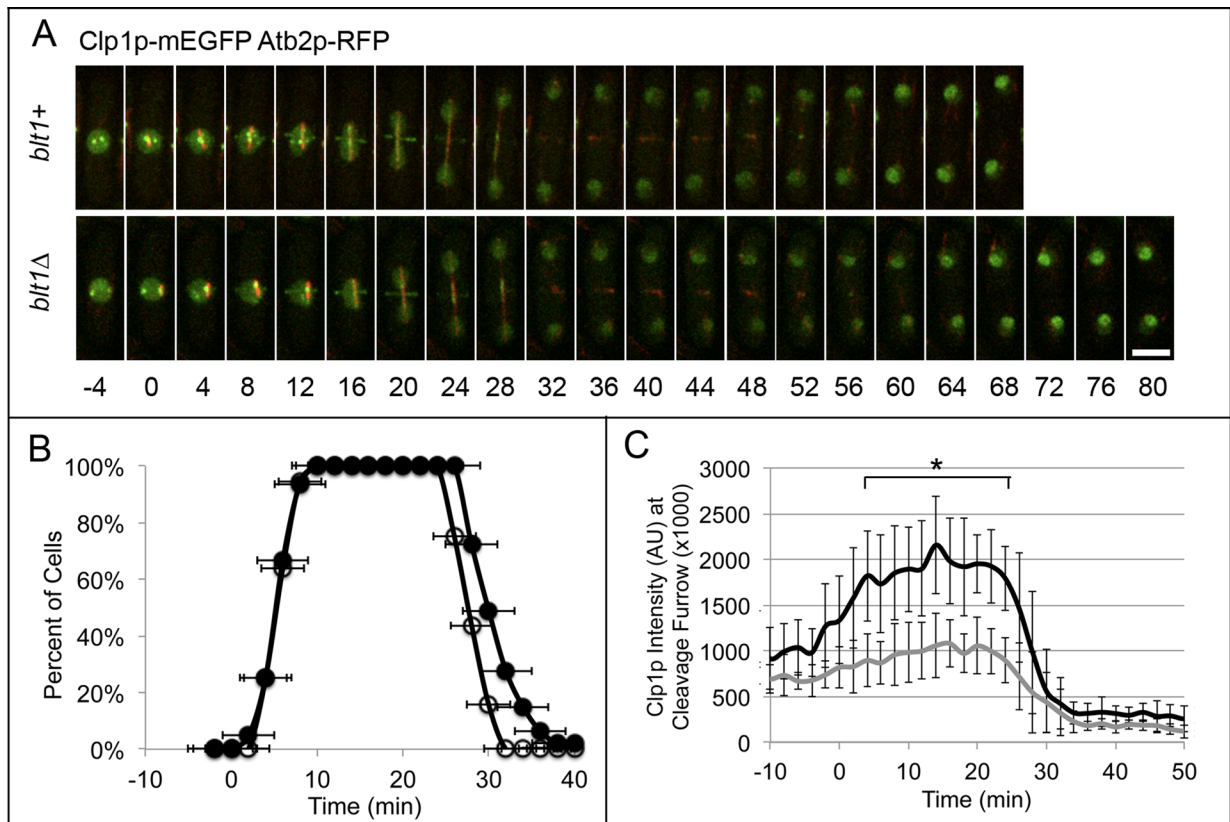 A
Clp1p-mEGFP Atb2p-RFP
blt1+
blt1Δ
-4 0 4 8 12 16 20 24 28 32 36 40 44 48 52 56 60 64 68 72 76 80
B
Percent of Cells
100%
80%
60%
40%
20%
0%
-10 0 10 20 30 40
Time (min)
C
Clp1p Intensity (AU) at
Cleavage Furrow (x1000)
*
3000
2500
2000
1500
1000
500
0
-10 0 10 20 30 40 50
Time (min)